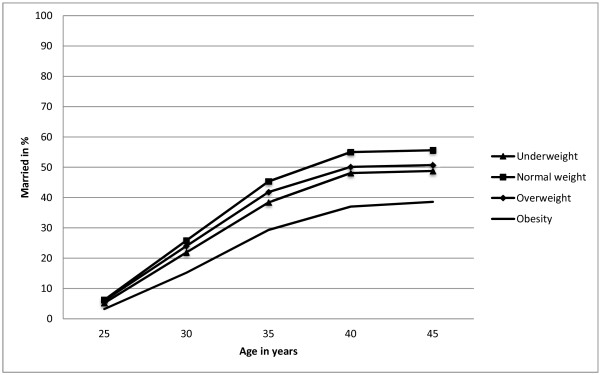 100
90
80
70
60
50
40
30
20
10
0
Married in %
25 30 35 40 45
Age in years
Underweight
Normal weight
Overweight
Obesity